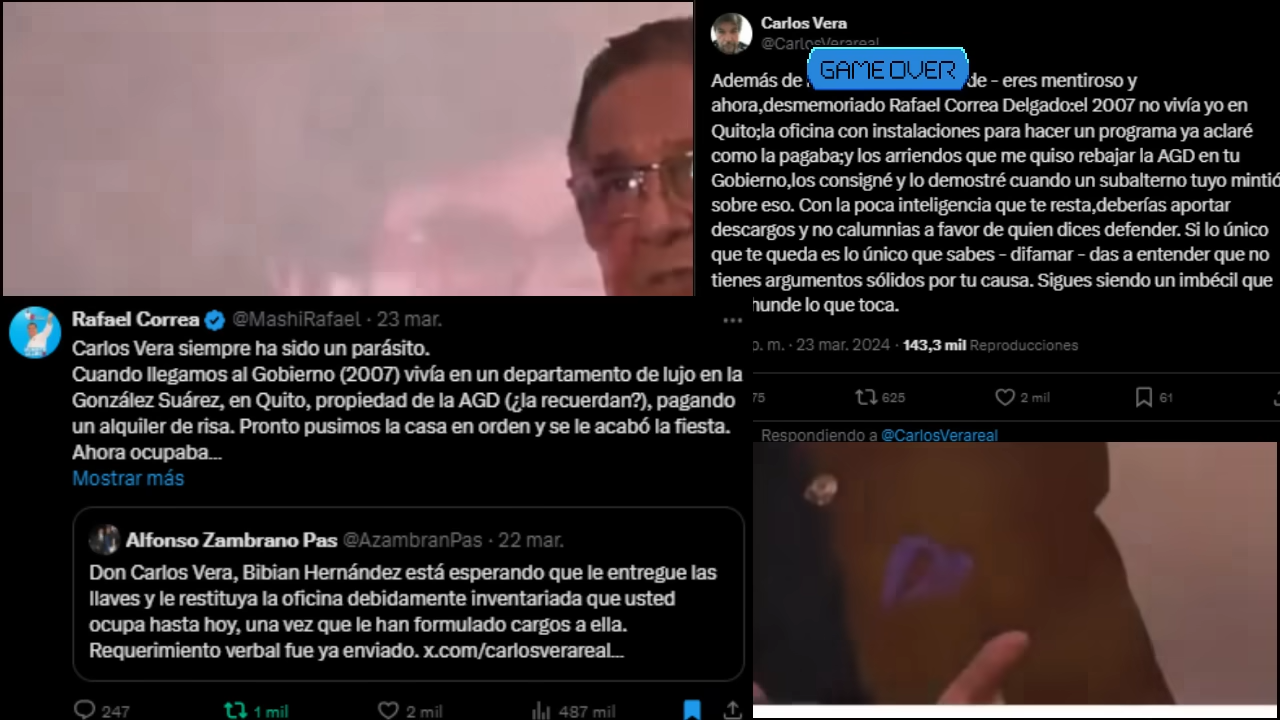 Carlos Vera
@CarlosVerareal
GAME OVER
Además de de - eres mentiroso y
ahora,desmemoriado Rafael Correa Delgado:el 2007 no vivía yo en
Quito;la oficina con instalaciones para hacer un programa ya aclaré
como la pagaba;y los arriendos que me quiso rebajar la AGD en tu
Gobierno,los consigné y lo demostré cuando un subalterno tuyo mintió
sobre eso. Con la poca inteligencia que te resta,deberías aportar
descargos y no calumnias a favor de quien dices defender. Si lo único
que te queda es lo único que sabes - difamar - das a entender que no
tienes argumentos sólidos por tu causa. Sigues siendo un imbécil que
hunde lo que toca.
. m. · 23 mar. 2024 · 143,3 mil Reproducciones
75 625 2 mil 61
Respondiendo a @CarlosVerareal
Rafael Correa @MashiRafael · 23 mar.
Carlos Vera siempre ha sido un parásito.
Cuando llegamos al Gobierno (2007) vivía en un departamento de lujo en la
González Suárez, en Quito, propiedad de la AGD (¿la recuerdan?), pagando
un alquiler de risa. Pronto pusimos la casa en orden y se le acabó la fiesta.
Ahora ocupaba...
Mostrar más
Alfonso Zambrano Pas @AzambranPas · 22 mar.
Don Carlos Vera, Bibian Hernández está esperando que le entregue las
llaves y le restituya la oficina debidamente inventariada que usted
ocupa hasta hoy, una vez que le han formulado cargos a ella.
Requerimiento verbal fue ya enviado. x.com/carlosverareal...
247 1 mil 2 mil 487 mil